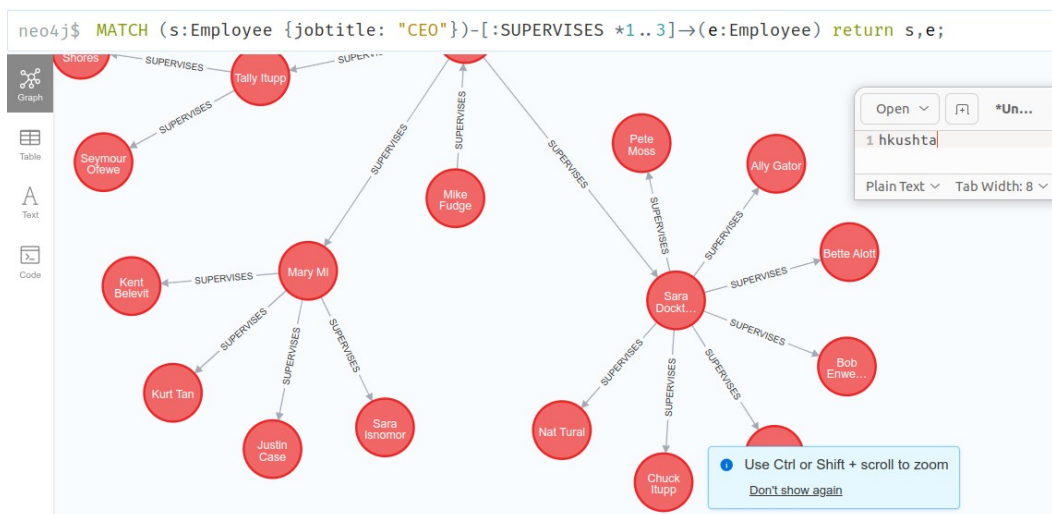 neo4j$ MATCH (s:Employee {jobtitle: "CEO"})-[:SUPERVISES *1..3]→(e:Employee) return s,e;
Graph
Table
Text
Code
Shores
SUPERVISES
SUPERVISES
Tally Itupp
SUPERVISES
Seymour
Ofewe
SUPERVISES
SUPERVISES
Mike
Fudge
SUPERVISES
Pete
Moss
Ally Gator
SUPERVISES
SUPERVISES
Mary Mi
SUPERVISES
Kent
Belevit
SUPERVISES
Kurt Tan
SUPERVISES
Justin
Case
SUPERVISES
Sara
Isnomor
Sara
Dockt...
SUPERVISES
Bette Alott
SUPERVISES
Bob
Enwe...
SUPERVISES
Nat Tural
SUPERVISES
Chuck
Itupp
SUPERVISES
Open
*Un...
1 hkushta
Plain Text
Tab Width: 8
Use Ctrl or Shift + scroll to zoom
Don't show again